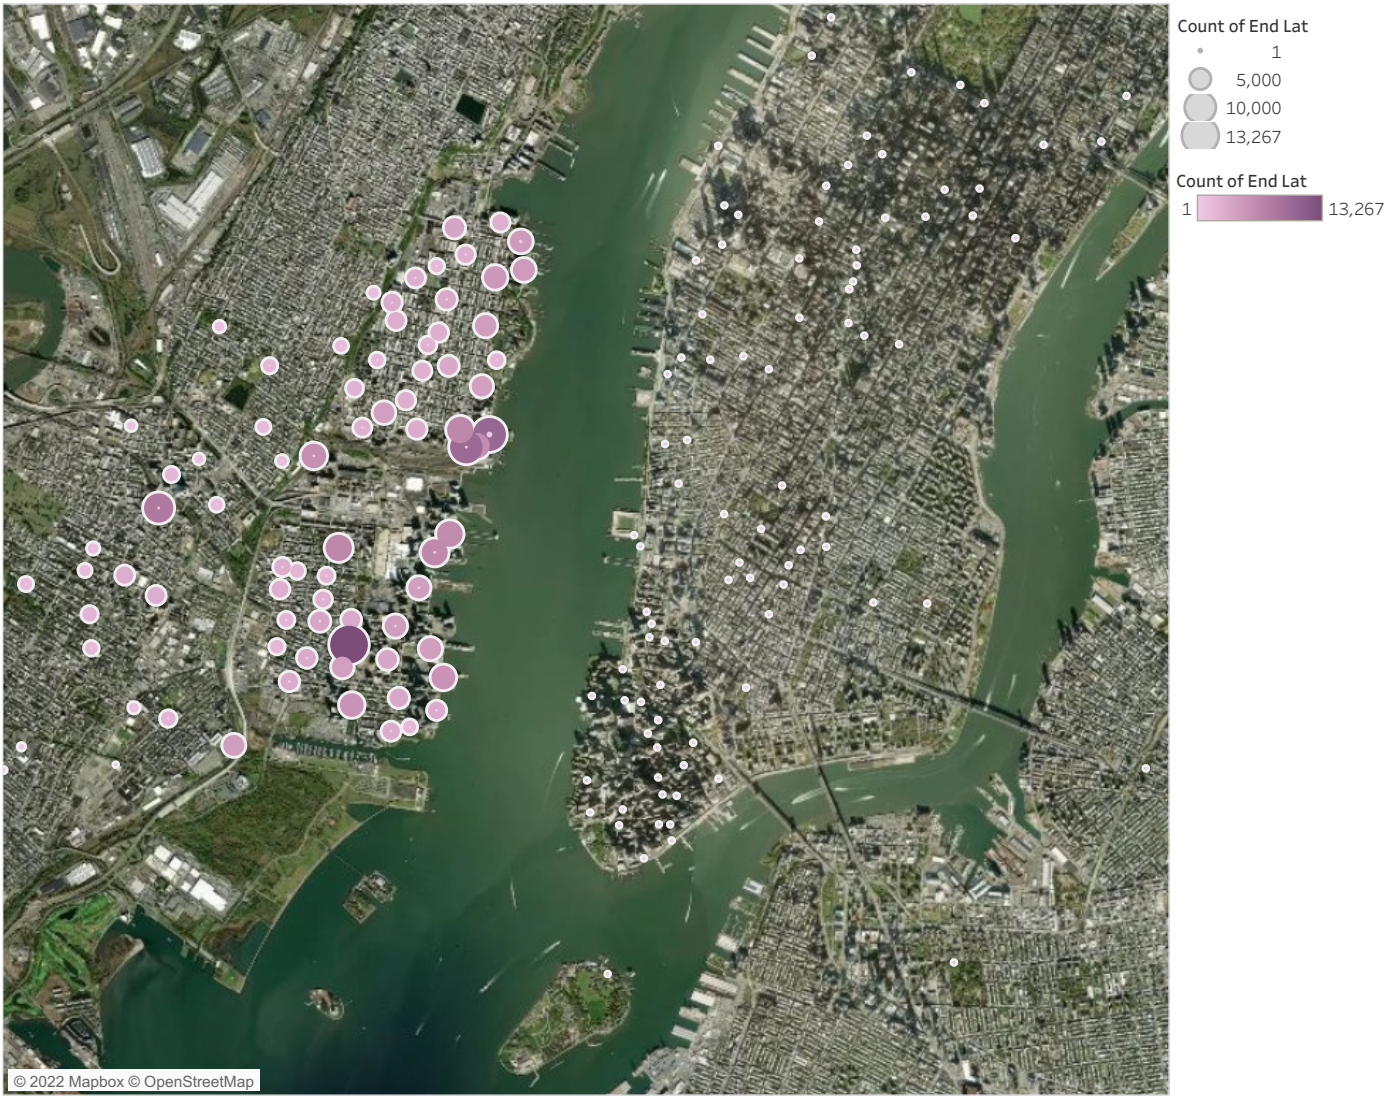 Count of End Lat
1
5,000
10,000
13,267
Count of End Lat
1 13,267
© 2022 Mapbox © OpenStreetMap